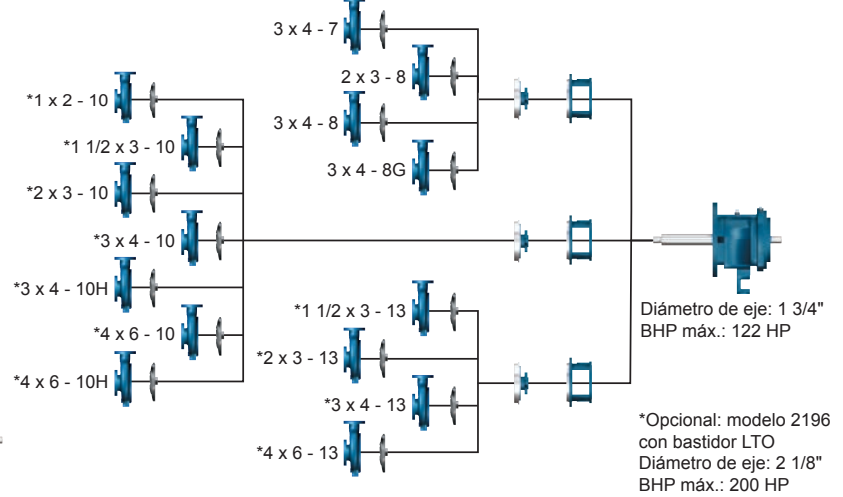 3 x 4 - 7
2 x 3 - 8
3 x 4 - 8
3 x 4 - 8G
*1 x 2 - 10
*1 1/2 x 3 - 10
*2 x 3 - 10
*3 x 4 - 10
*3 x 4 - 10H
*4 x 6 - 10
*4 x 6 - 10H
*1 1/2 x 3 - 13
*2 x 3 - 13
*3 x 4 - 13
*4 x 6 - 13
Diámetro de eje: 1 3/4"
BHP máx.: 122 HP
*Opcional: modelo 2196
con bastidor LTO
Diámetro de eje: 2 1/8"
BHP máx.: 200 HP